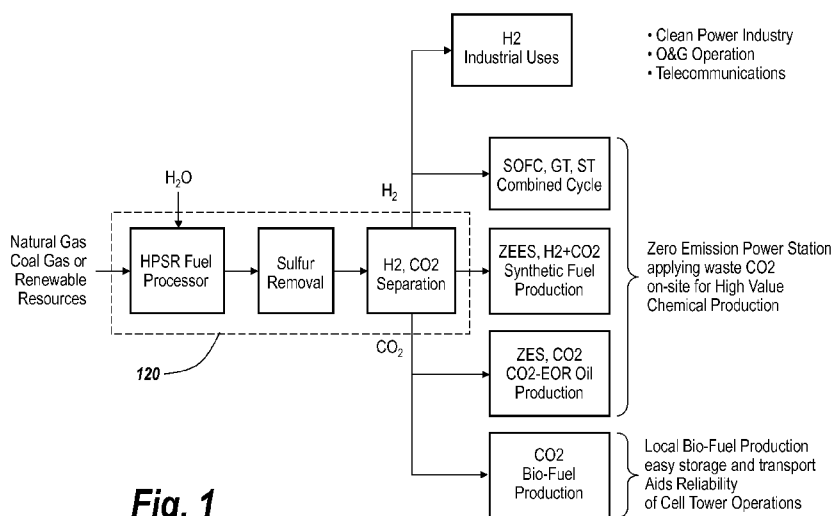 H2
Industrial Uses
• Clean Power Industry
• O&G Operation
• Telecommunications
H₂O
H₂
SOFC, GT, ST
Combined Cycle
Natural Gas
Coal Gas or
Renewable
Resources
HPSR Fuel
Processor
Sulfur
Removal
H2, CO2
Separation
ZEES, H2+CO2
Synthetic Fuel
Production
Zero Emission Power Station
applying waste CO2
on-site for High Value
Chemical Production
CO₂
120
ZES, CO2
CO2-EOR Oil
Production
CO2
Bio-Fuel
Production
Local Bio-Fuel Production
easy storage and transport
Aids Reliability
of Cell Tower Operations
Fig. 1